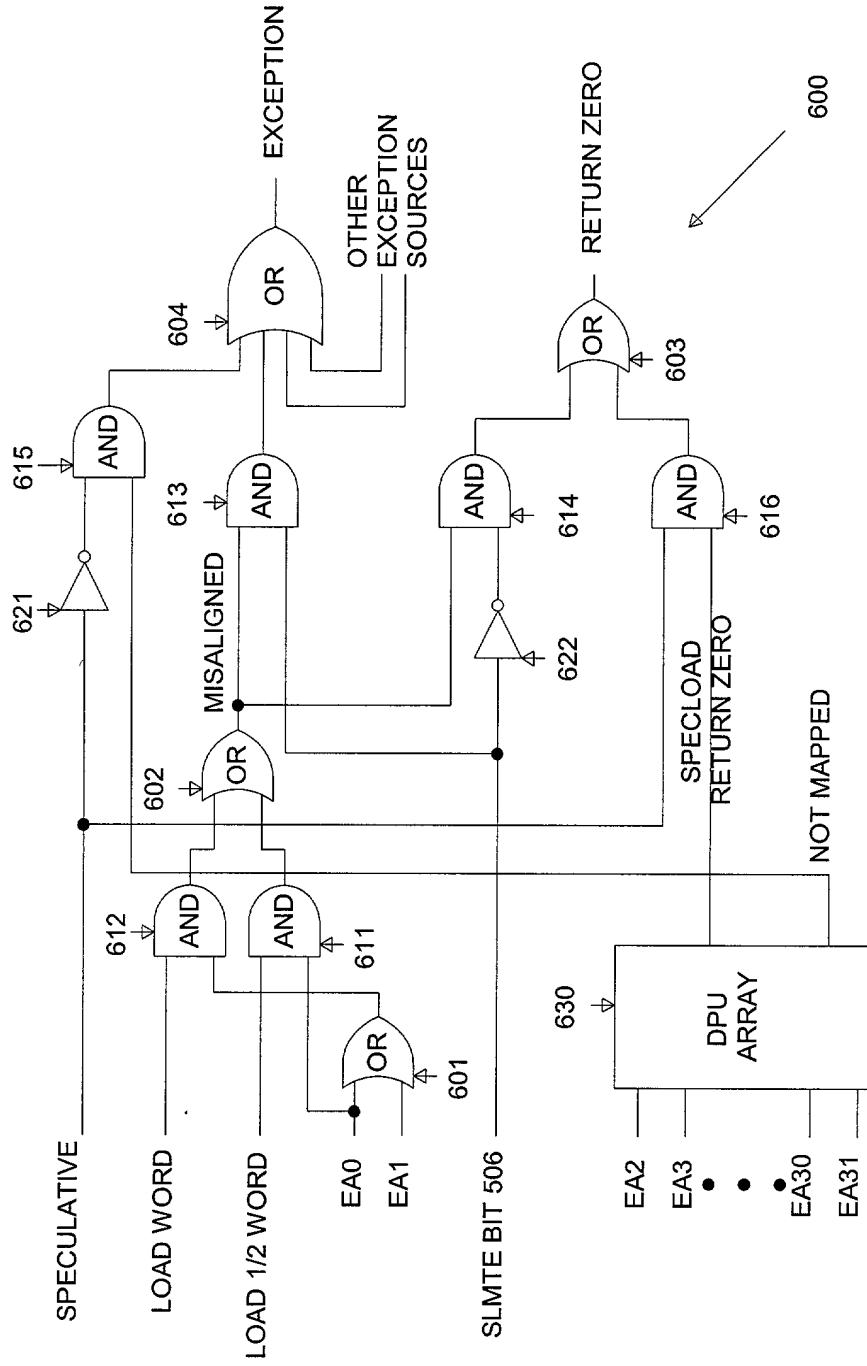 SPECULATIVE
LOAD WORD
LOAD 1/2 WORD
EA0
EA1
SLMTE BIT 506
EA2
EA3
EA30
EA31
OR
601
612
AND
AND
611
630
DPU
ARRAY
602
OR
MISALIGNED
SPECLOAD
RETURN ZERO
NOT MAPPED
621
622
615
AND
613
AND
AND
614
AND
616
604
OR
OTHER
EXCEPTION
SOURCES
EXCEPTION
OR
603
RETURN ZERO
600